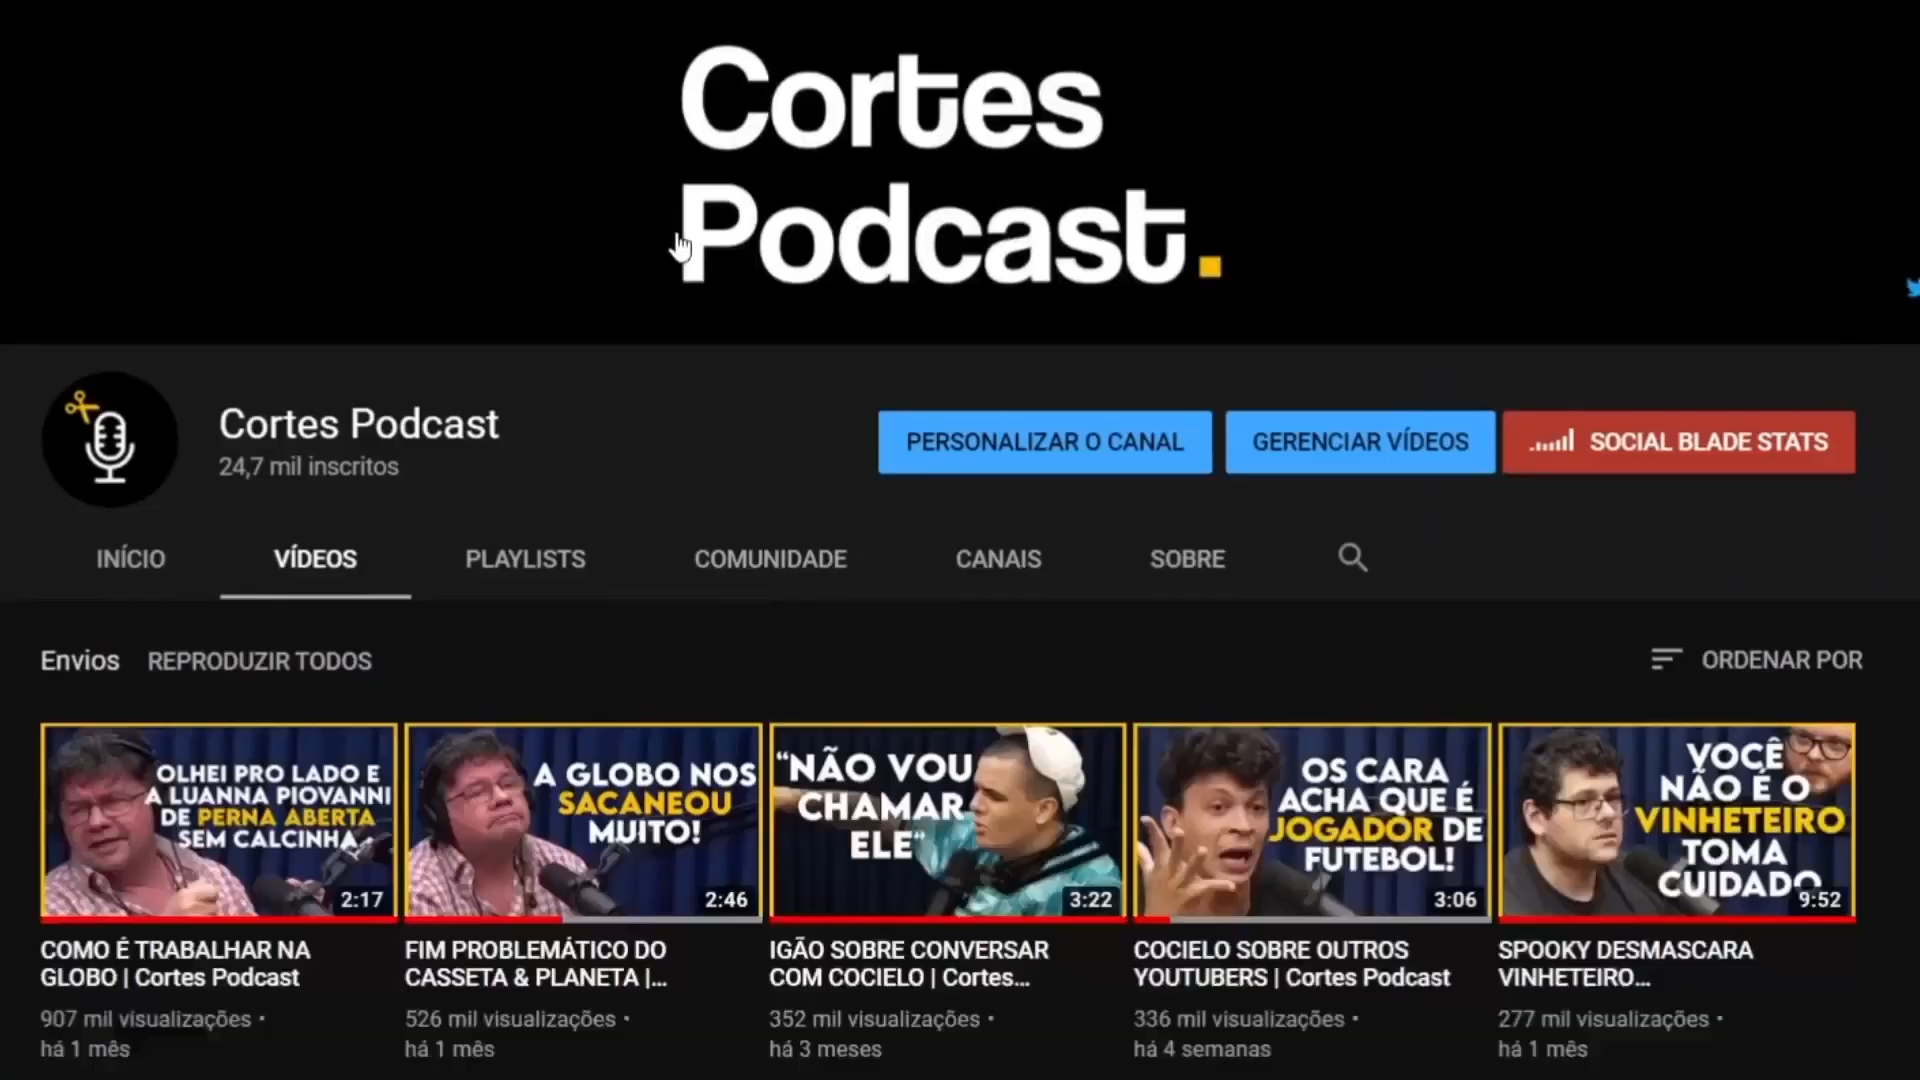 Cortes
Podcast.
Cortes Podcast
24,7 mil inscritos
PERSONALIZAR O CANAL
GERENCIAR VÍDEOS
SOCIAL BLADE STATS
INÍCIO
VÍDEOS
PLAYLISTS
COMUNIDADE
CANAIS
SOBRE
Envios
REPRODUZIR TODOS
ORDENAR POR
OLHEI PRO LADO E
A LUANNA PIOVANNI
DE PERNA ABERTA
SEM CALCINHA
2:17
COMO É TRABALHAR NA
GLOBO | Cortes Podcast
907 mil visualizações •
há 1 mês
A GLOBO NOS
SACANEOU
MUITO!
2:46
FIM PROBLEMÁTICO DO
CASSETA & PLANETA |...
526 mil visualizações •
há 1 mês
"NÃO VOU
CHAMAR
ELE"
3:22
IGÃO SOBRE CONVERSAR
COM COCIELO | Cortes...
352 mil visualizações •
há 3 meses
OS CARA
ACHA QUE É
JOGADOR DE
FUTEBOL!
3:06
COCIELO SOBRE OUTROS
YOUTUBERS | Cortes Podcast
336 mil visualizações •
há 4 semanas
VOCÊ
NÃO É O
VINHETEIRO
TOMA
CUIDADO
9:52
SPOOKY DESMASCARA
VINHETEIRO...
277 mil visualizações •
há 1 mês